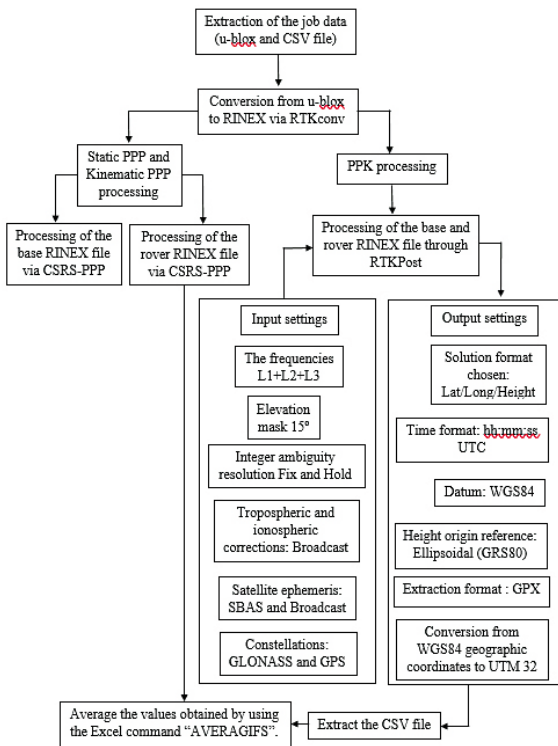 Extraction of the job data
(u-blox and CSV file)
Conversion from u-blox
to RINEX via RTKconv
Static PPP and
Kinematic PPP
processing
PPK processing
Processing of the
base RINEX file
via CSRS-PPP
Processing of the
rover RINEX file
via CSRS-PPP
Processing of the base and
rover RINEX file through
RTKPost
Input settings
The frequencies
L1+L2+L3
Elevation
mask 15º
Integer ambiguity
resolution Fix and Hold
Tropospheric and
ionospheric
corrections: Broadcast
Satellite ephemeris:
SBAS and Broadcast
Constellations:
GLONASS and GPS
Output settings
Solution format
chosen:
Lat/Long/Height
Time format: hh:mm:ss
UTC
Datum: WGS84
Height origin reference:
Ellipsoidal (GRS80)
Extraction format : GPX
Conversion from
WGS84 geographic
coordinates to UTM 32
Extract the CSV file
Average the values obtained by using
the Excel command “AVERAGIFS”.